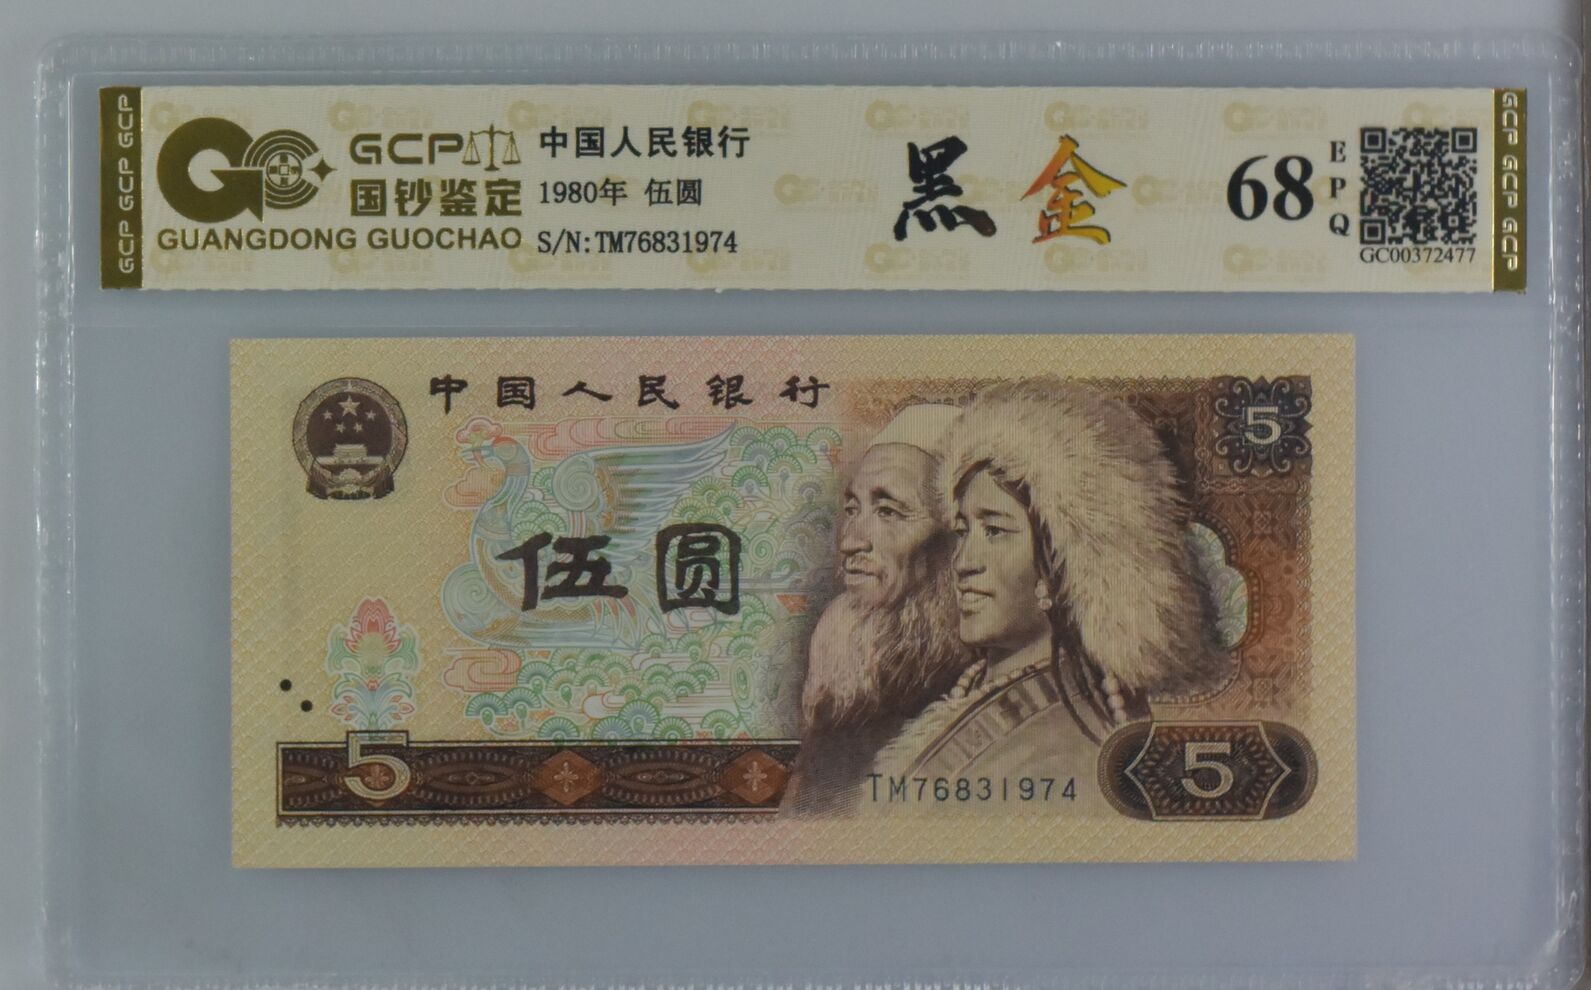 GCP GCP GCP
GCP
国钞鉴定
GUANGDONG GUOCHAO
中国人民银行
1980年 伍圆
S/N:TM76831974
黑金
68
EPQ
GC00372477
GCP GCP GCP
中国人民银行
5
伍圆
5
TM76831974
5